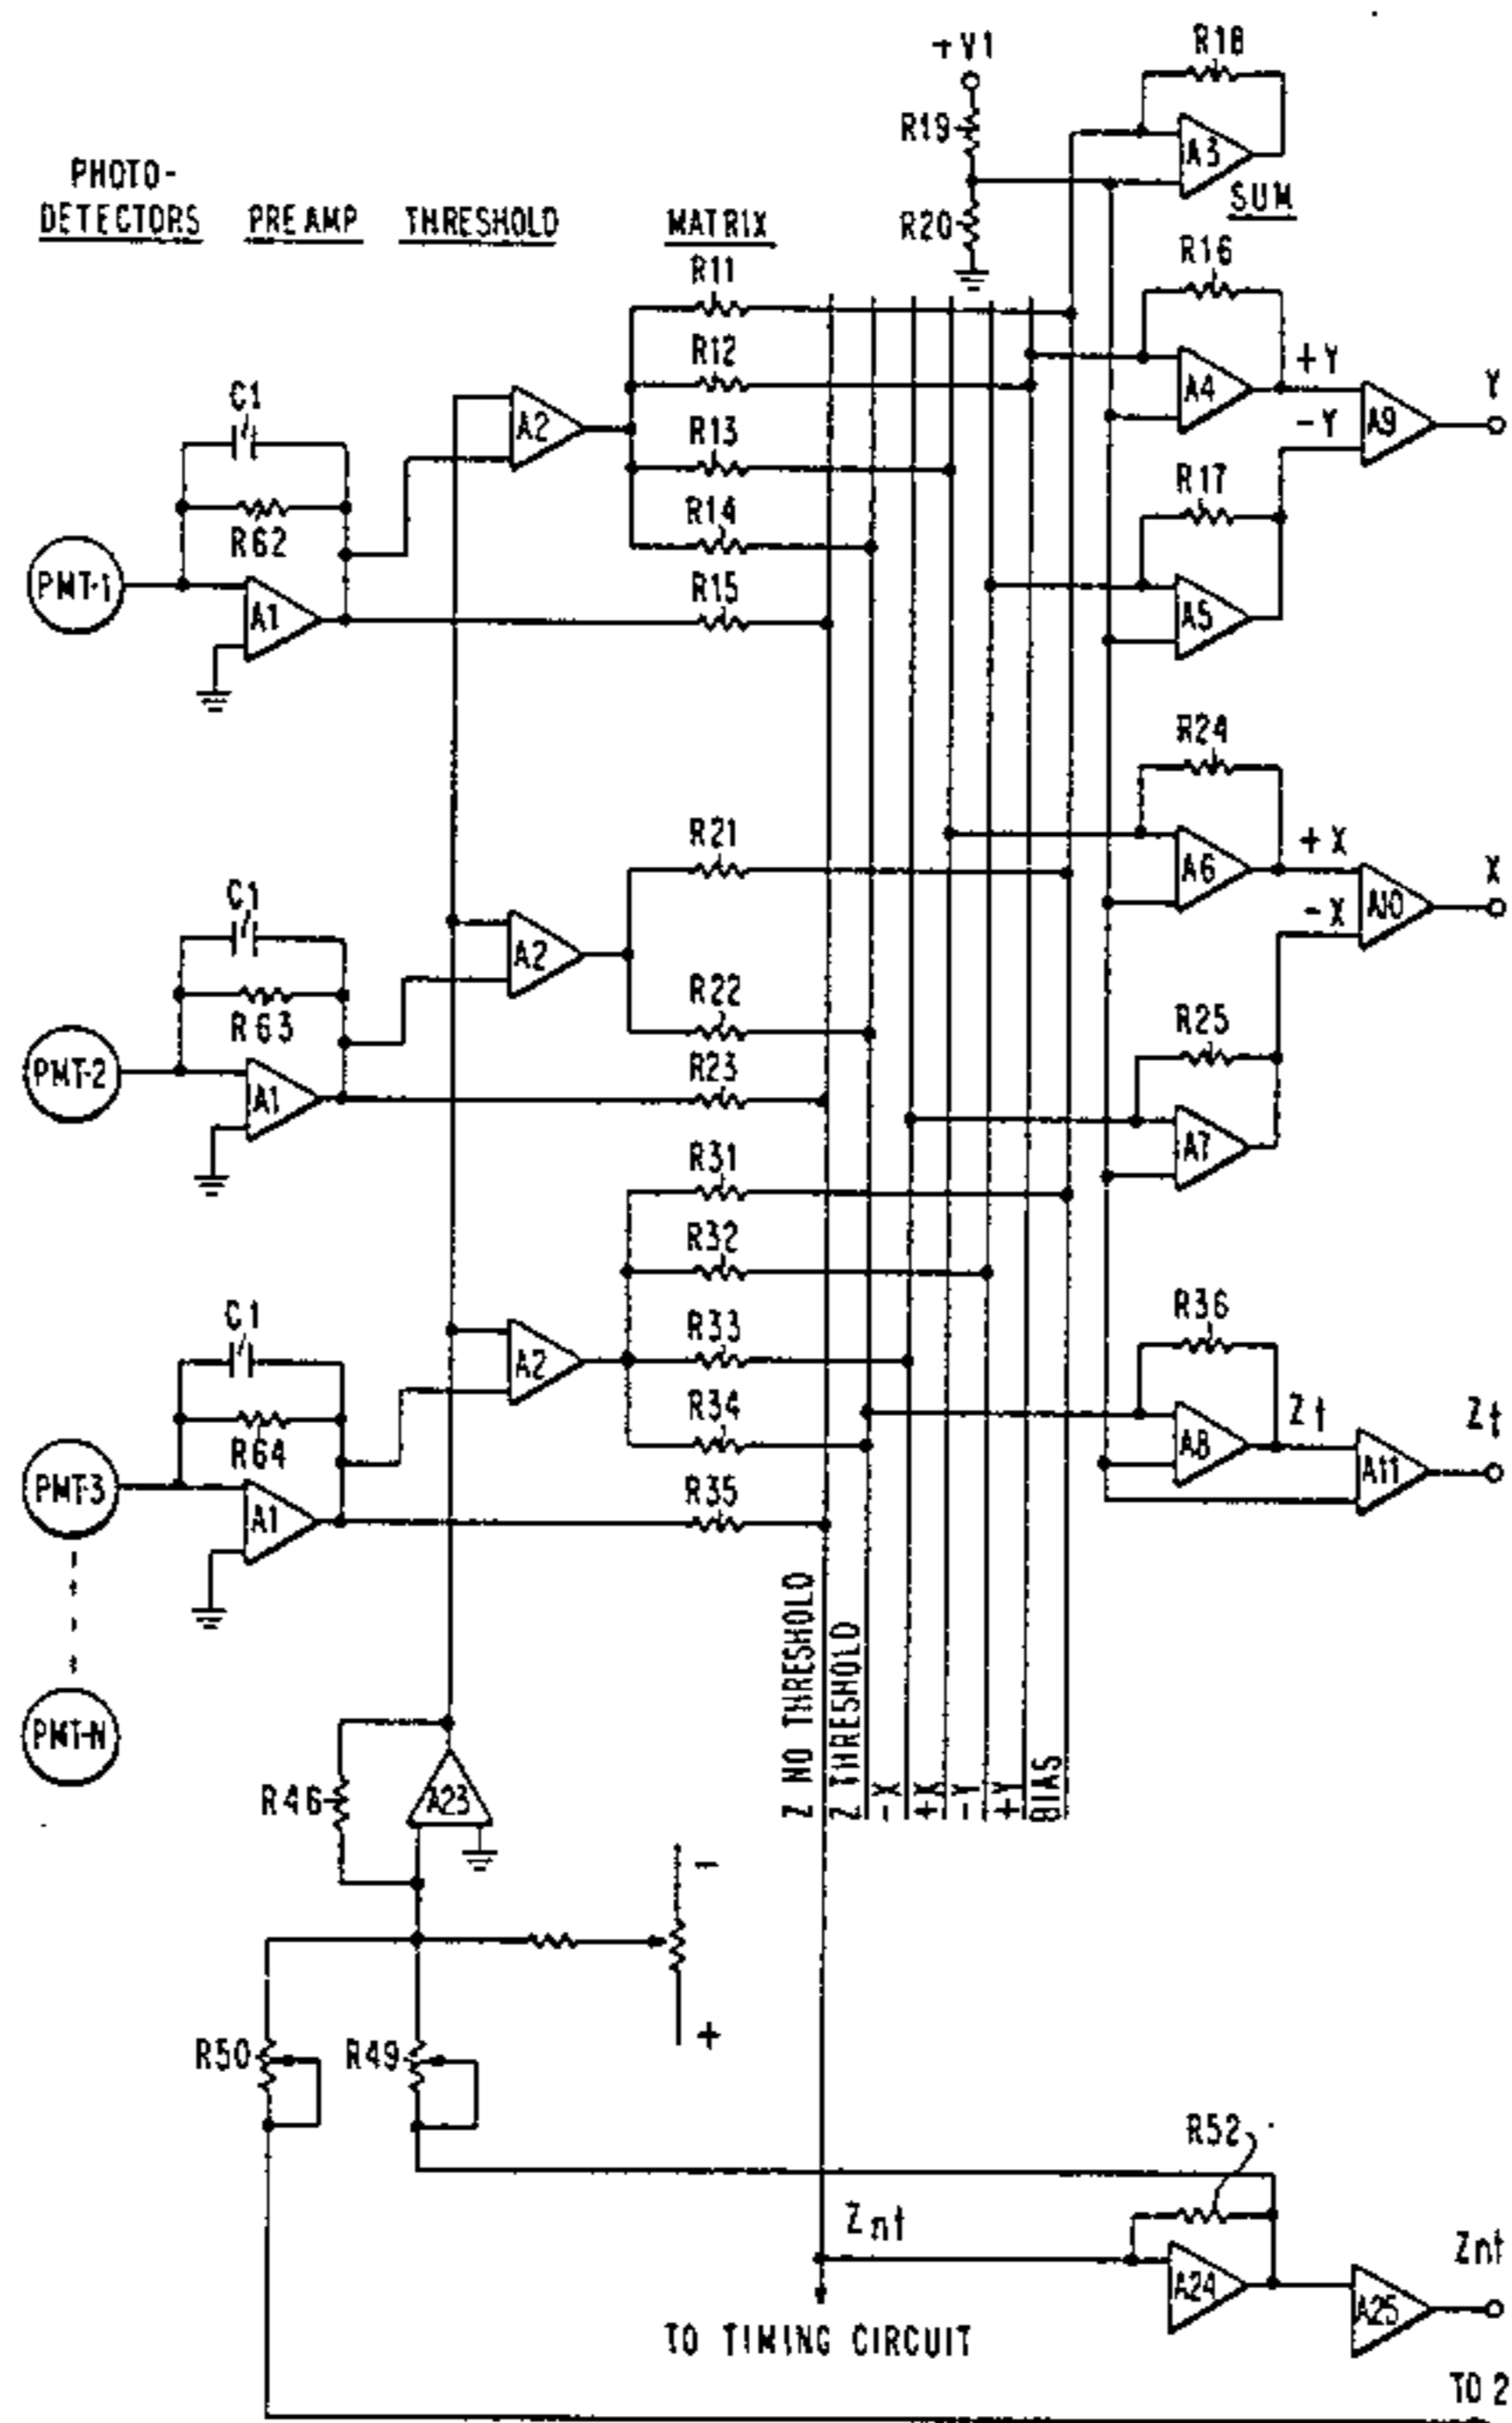 +V1
R18
R19
A3
PHOTO-
DETECTORS
PREAMP
THRESHOLD
MATRIX
R20
SUM
R11
R16
R12
C1
A2
A4
+Y
Y
R13
-Y
A9
R14
R17
R62
PMT-1
A1
R15
A5
R24
R21
A6
+X
X
C1
A2
-X
A10
R63
R22
R25
PMT-2
A1
R23
A7
R31
R32
C1
A2
R33
R36
R64
R34
A8
Zt
Zt
A11
PMT-3
A1
R35
PMT-N
Z NO THRESHOLD
Z THRESHOLD
-X
+X
-Y
+Y
BIAS
R46
A23
-
+
R50
R49
R52
Znt
A24
A25
Znt
TO TIMING CIRCUIT
TO 2